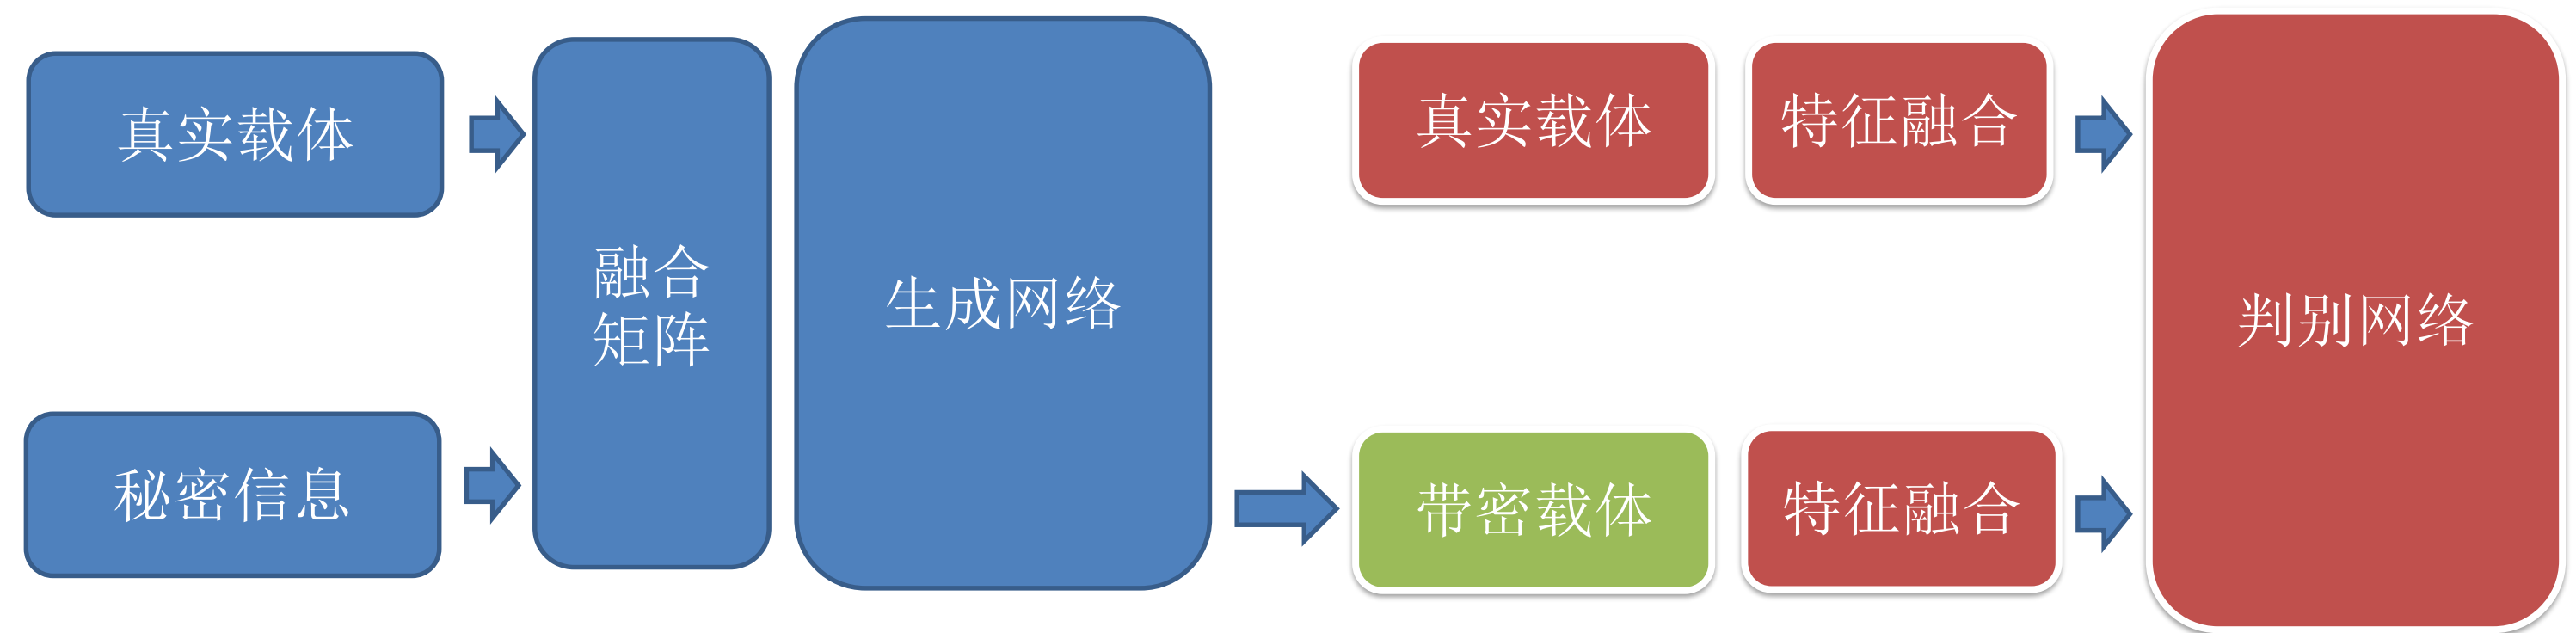 真实载体
秘密信息
融合
矩阵
生成网络
真实载体
特征融合
带密载体
特征融合
判别网络